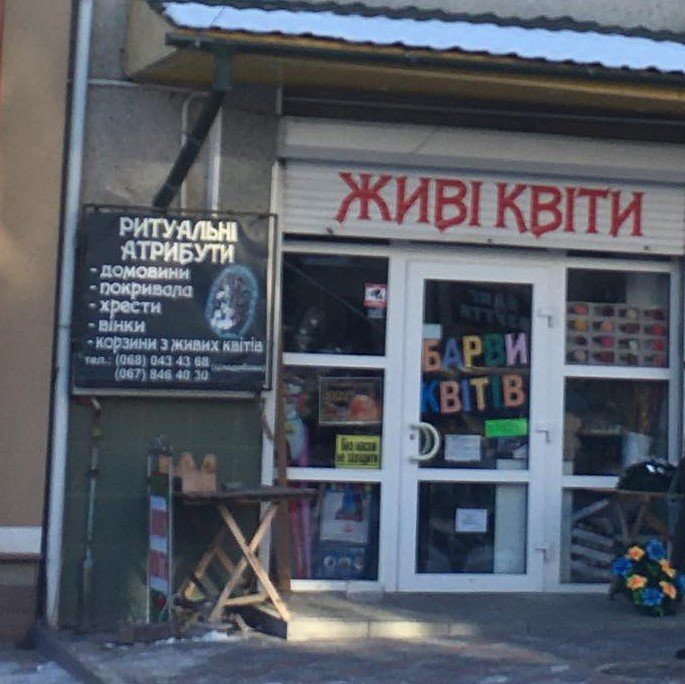 ЖИВІ КВІТИ
РИТУАЛЬНІ
АТРИБУТИ
- ДОМОВИНИ
- ПОКРИВАЛА
- ХРЕСТИ
- ВІНКИ
- КОРЗИНИ З ЖИВИХ КВІТІВ
тел.: (068) 043 43 68
(067) 846 40 30
БАРВИ
КВІТІВ
Без маски
не заходити